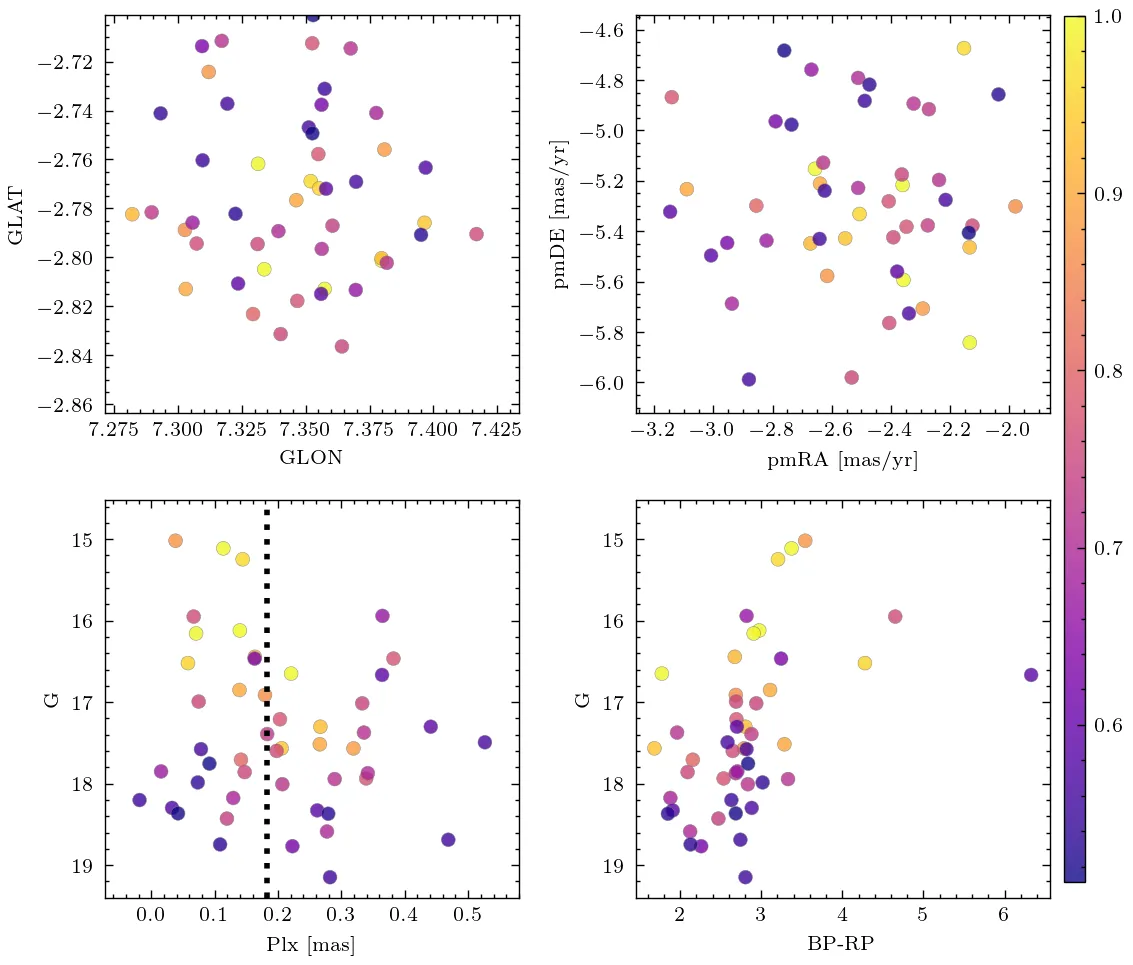 −2.72
−2.74
−2.76
−2.78
−2.80
−2.82
−2.84
−2.86
GLAT
7.275 7.300 7.325 7.350 7.375 7.400 7.425
GLON
−4.6
−4.8
−5.0
−5.2
−5.4
−5.6
−5.8
−6.0
pmDE [mas/yr]
−3.2 −3.0 −2.8 −2.6 −2.4 −2.2 −2.0
pmRA [mas/yr]
1.0
0.9
0.8
0.7
0.6
15
16
17
18
19
G
0.0 0.1 0.2 0.3 0.4 0.5
Plx [mas]
15
16
17
18
19
G
2 3 4 5 6
BP-RP